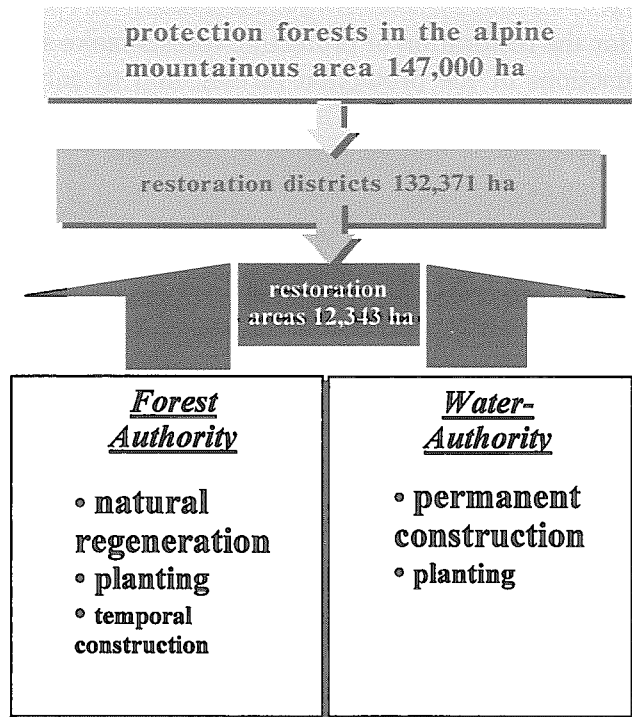 protection forests in the alpine
mountainous area 147,000 ha
restoration districts 132,371 ha
restoration
areas 12,343 ha
Forest
Authority
• natural
regeneration
• planting
• temporal
construction
Water-
Authority
• permanent
construction
• planting